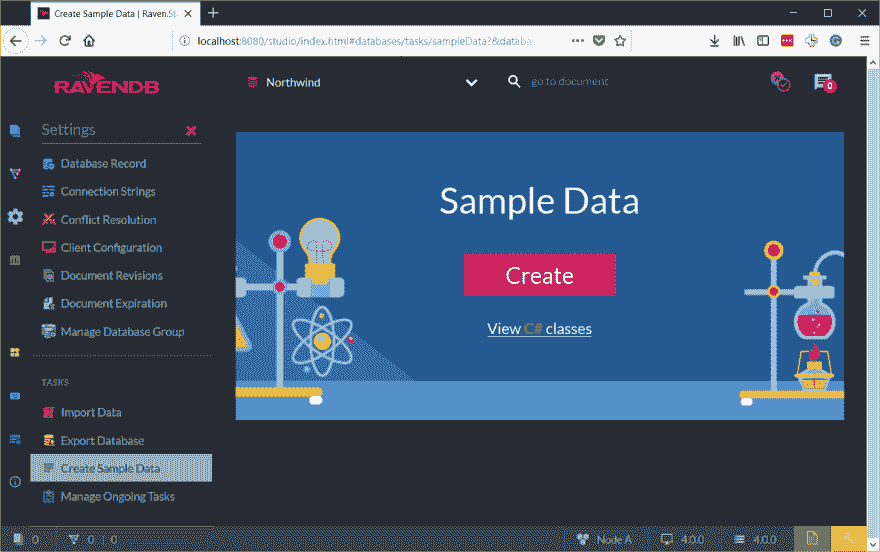 Create Sample Data | Raven.St
localhost:8080/studio/index.html#databases/tasks/sampleData?&databa
RAVENDB
Northwind
go to document
0
Settings
Database Record
Connection Strings
Conflict Resolution
Client Configuration
Document Revisions
Document Expiration
Manage Database Group
TASKS
Import Data
Export Database
Create Sample Data
Manage Ongoing Tasks
Sample Data
Create
View C# classes
0 0 | 0 Node A 4.0.0 4.0.0